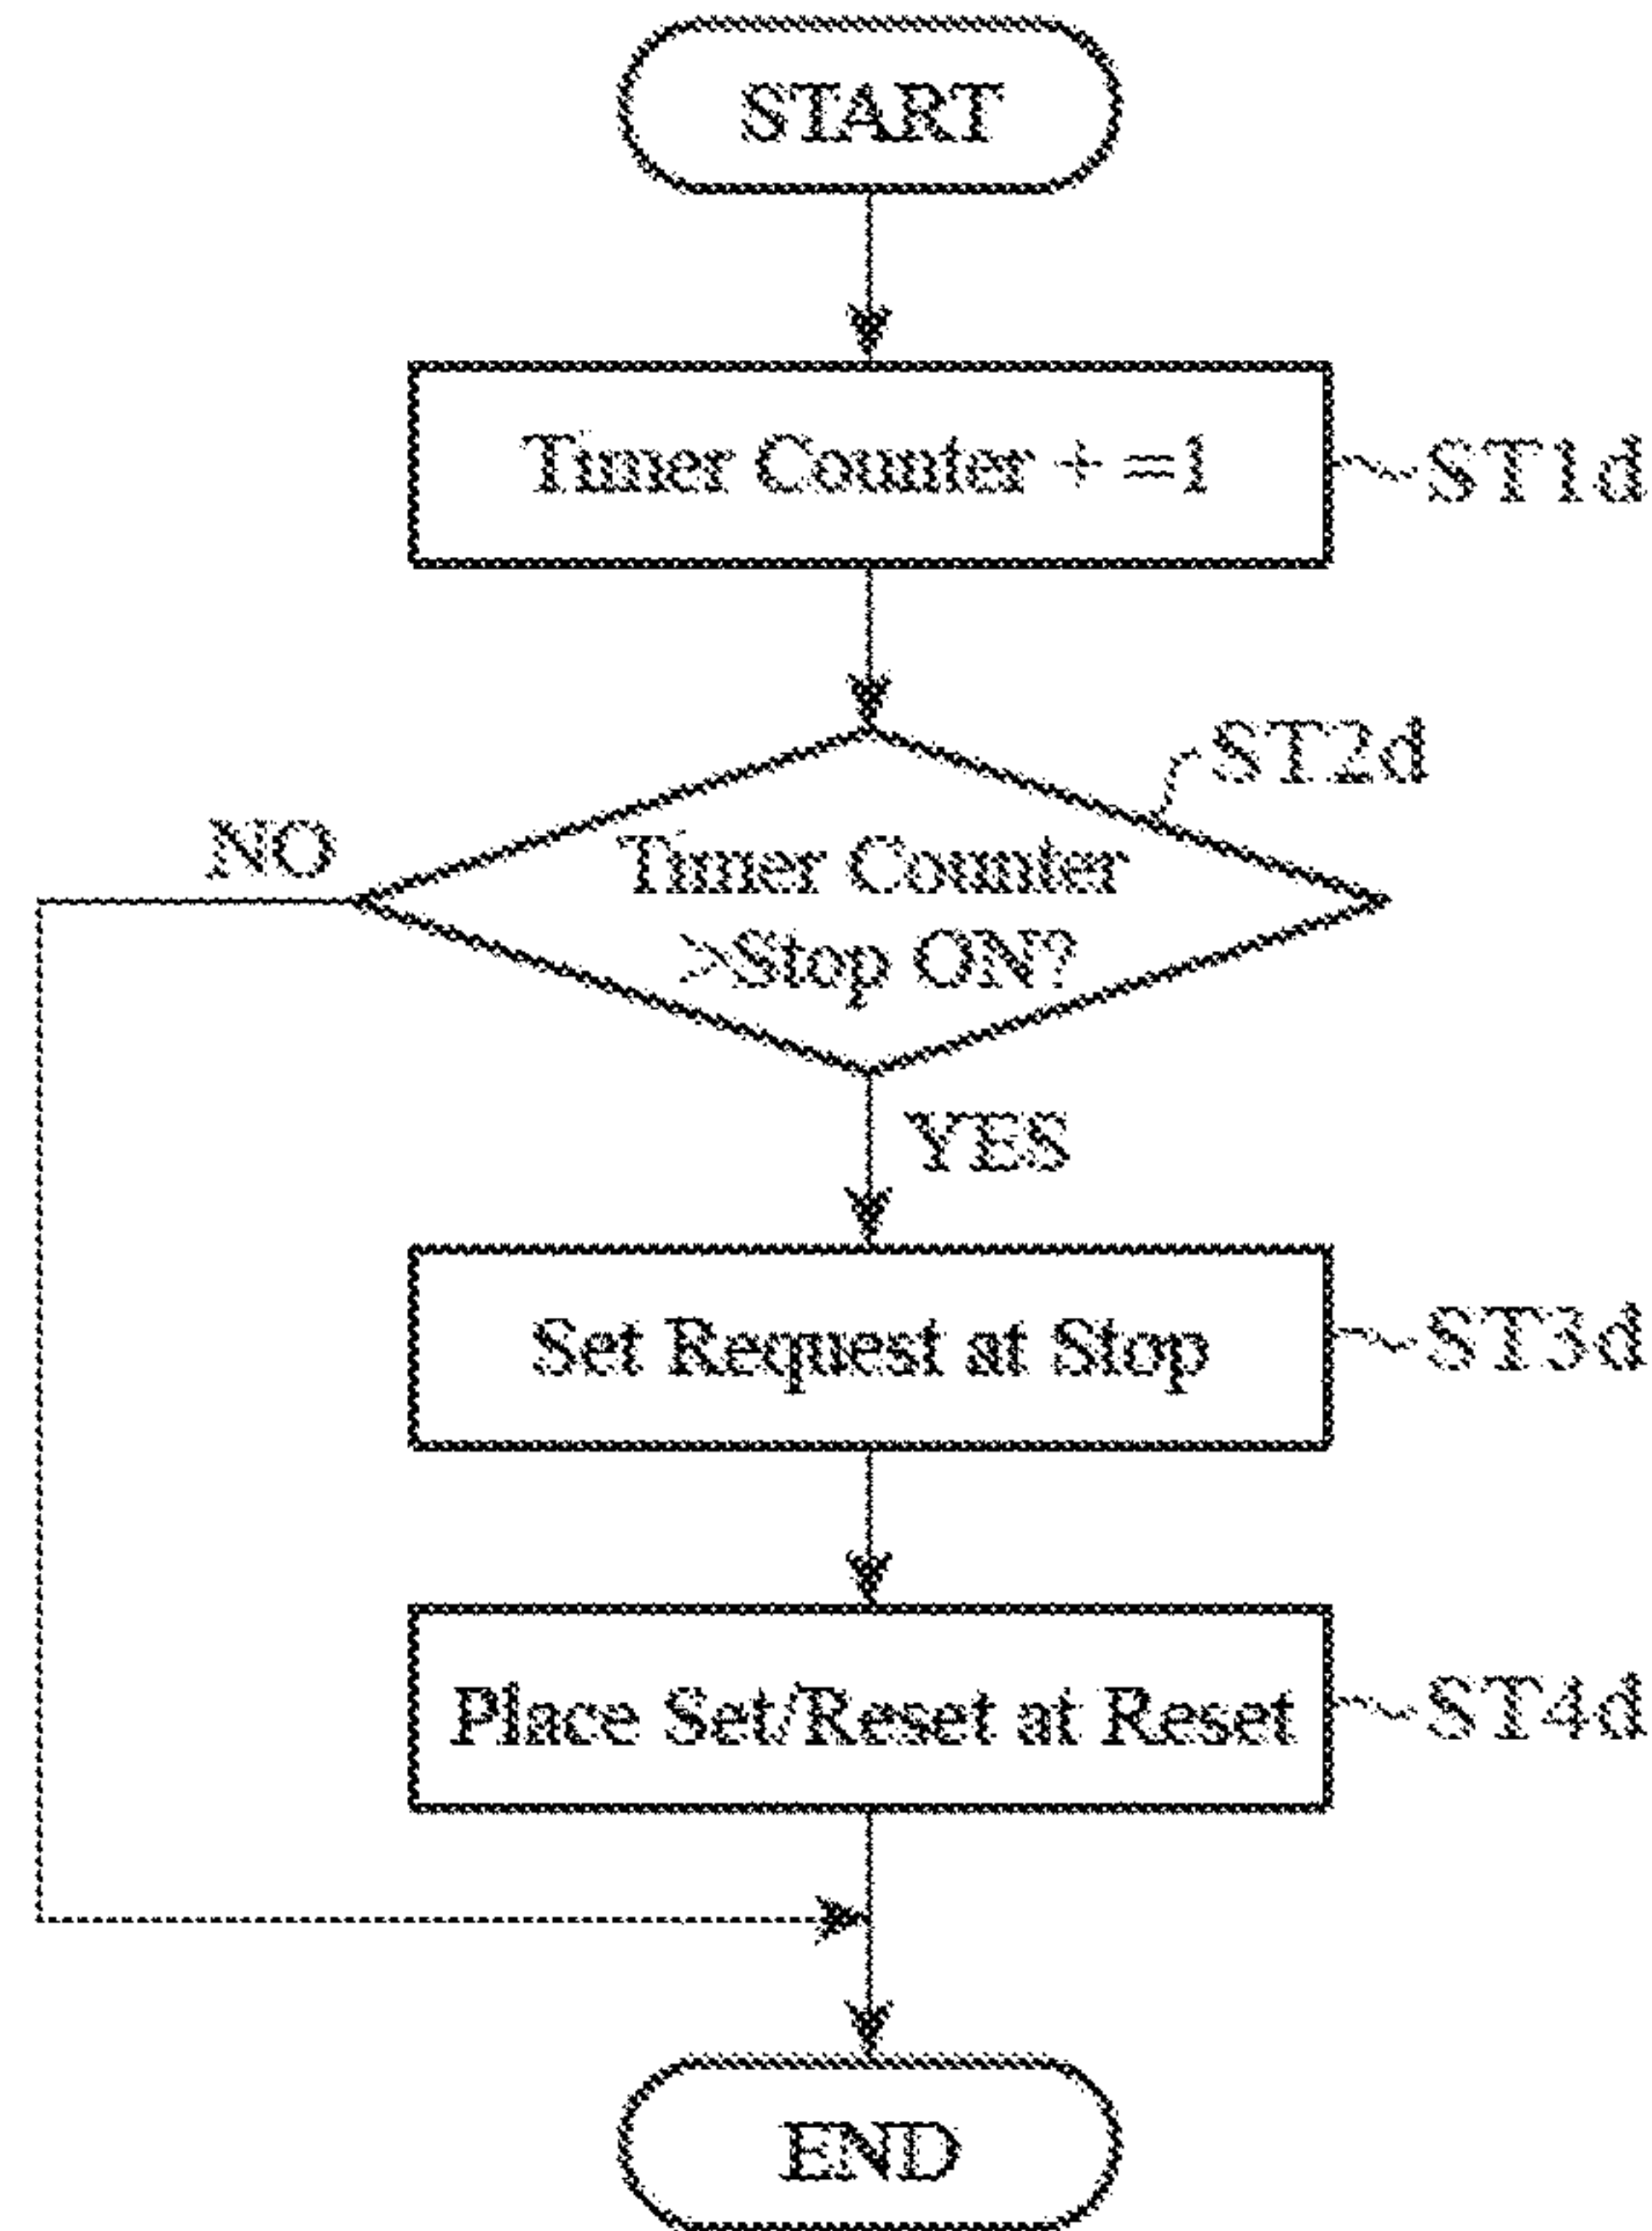 START
Timer Counter + =1
ST1d
ST2d
NO
Timer Counter
>Stop ON?
YES
Set Request at Stop
ST3d
Place Set/Reset at Reset
ST4d
END